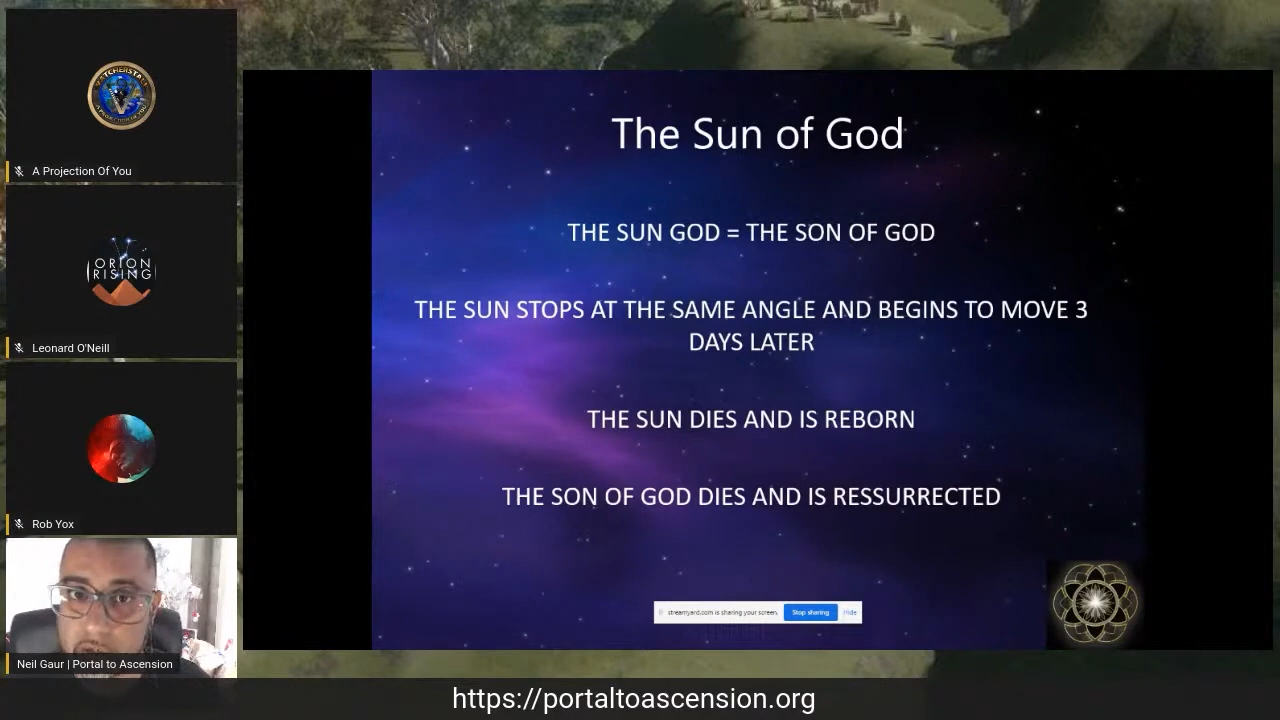 A Projection Of You
ORION
RISING
Leonard O'Neill
Rob Yox
Neil Gaur | Portal to Ascension
The Sun of God
THE SUN GOD = THE SON OF GOD
THE SUN STOPS AT THE SAME ANGLE AND BEGINS TO MOVE 3
DAYS LATER
THE SUN DIES AND IS REBORN
THE SON OF GOD DIES AND IS RESSURRECTED
streamyard.com is sharing your screen. Stop sharing Hide
https://portaltoascension.org